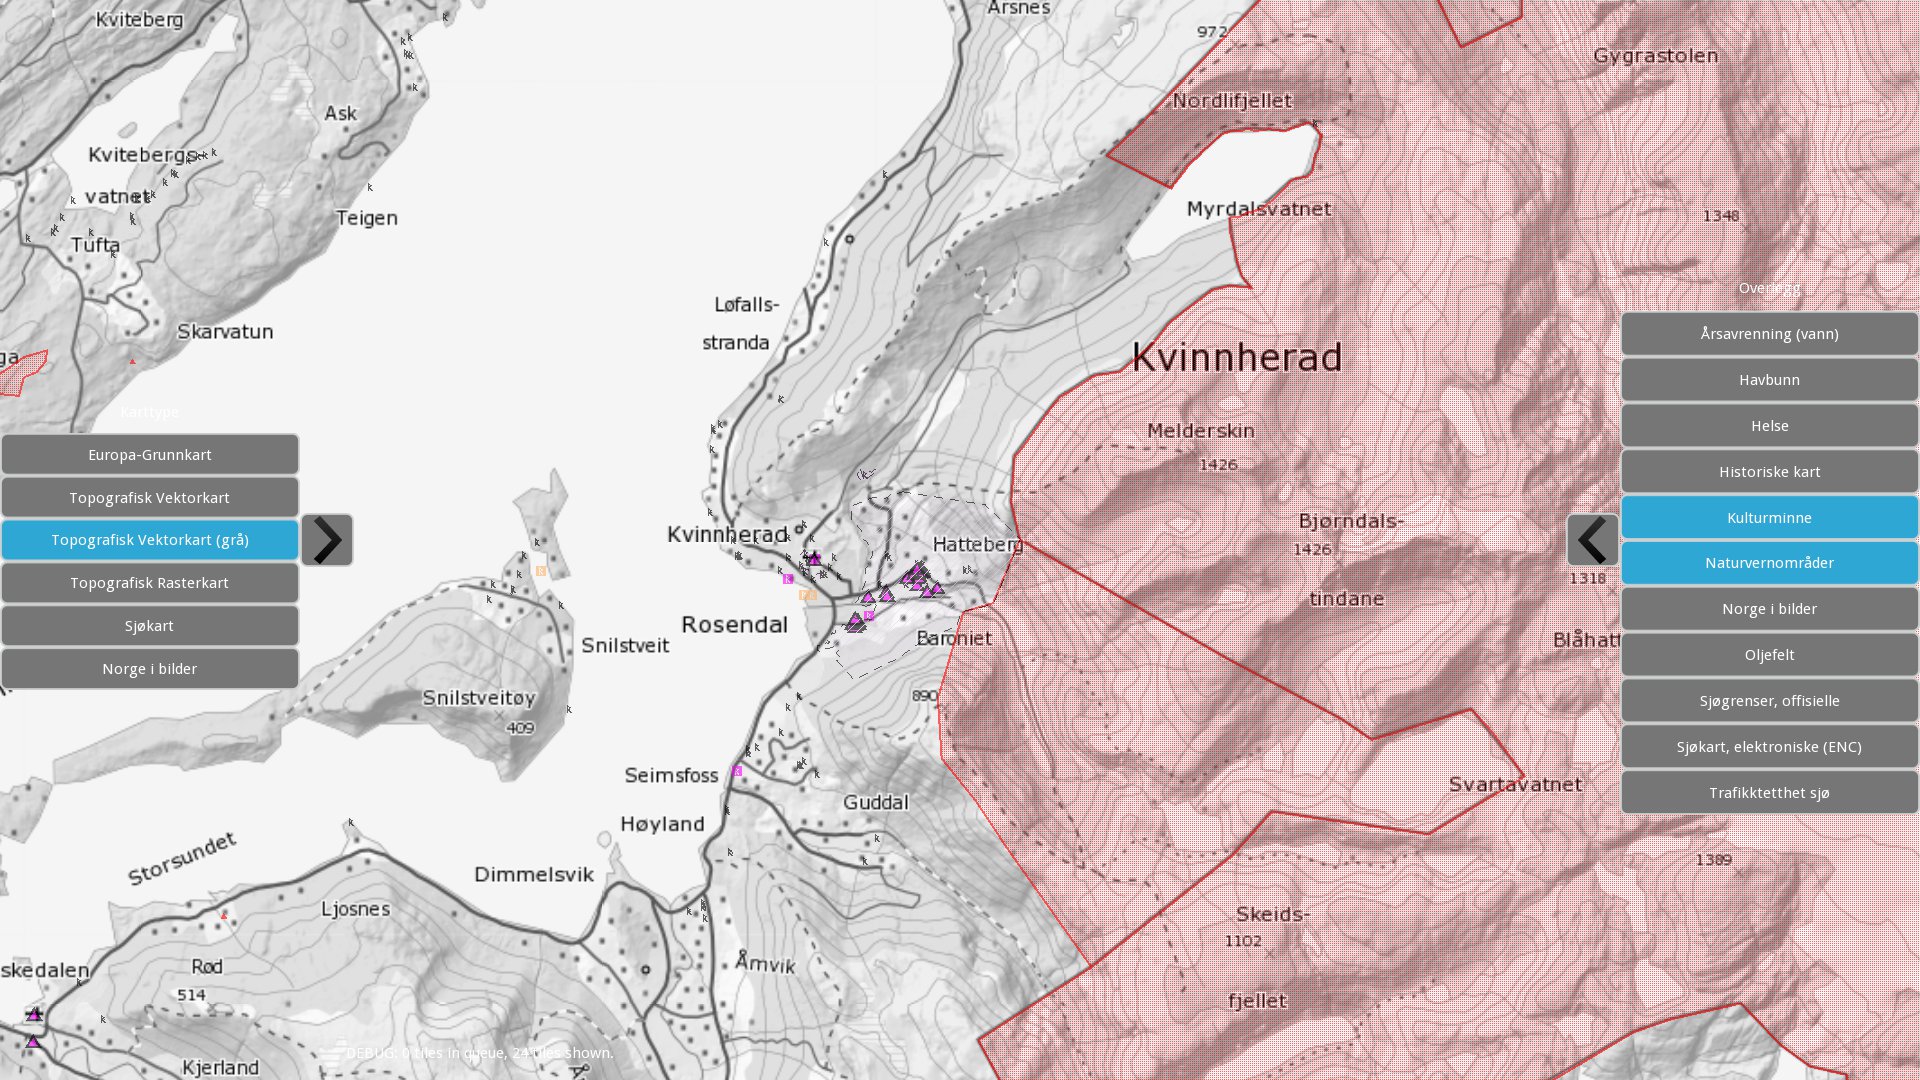 Kviteberg
Årsnes
972
Gygrastolen
Nordlifjellet
Ask
Kvitebergs-
vatnet
Teigen
Myrdalsvatnet
1348
Tufta
Løfalls-
stranda
Skarvatun
Kvinnherad
Melderskin
1426
Kvinnherad
Hatteberg
Bjørndals-
1426
tindane
1318
Rosendal
Baroniet
Blåhatt
Snilstveit
Snilstveitøy
409
890
Seimsfoss
Guddal
Svartavatnet
Høyland
Storsundet
Dimmelsvik
1389
Ljosnes
Skeids-
1102
fjellet
skedalen
Rød
514
Åmvik
Kjerland
Karttype
Europa-Grunnkart
Topografisk Vektorkart
Topografisk Vektorkart (grå)
Topografisk Rasterkart
Sjøkart
Norge i bilder
Overlegg
Årsavrenning (vann)
Havbunn
Helse
Historiske kart
Kulturminne
Naturvernområder
Norge i bilder
Oljefelt
Sjøgrenser, offisielle
Sjøkart, elektroniske (ENC)
Trafikktetthet sjø
DEBUG: 0 tiles in queue, 24 tiles shown.